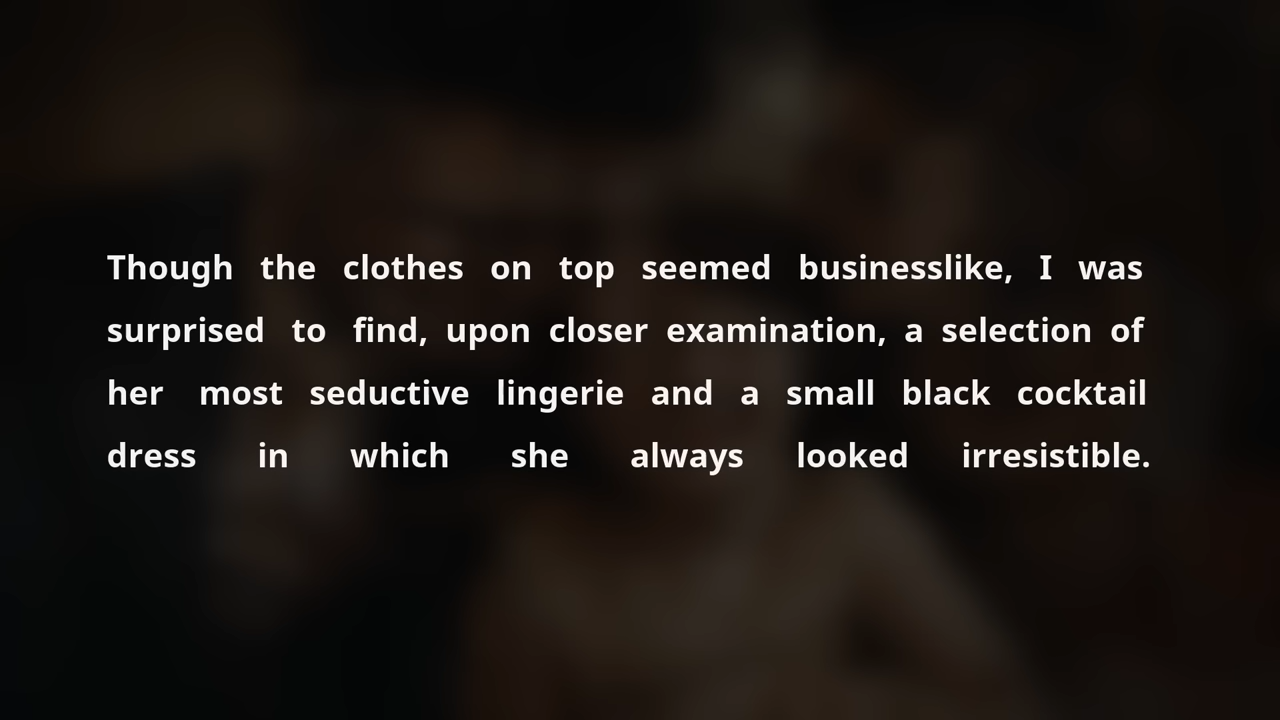 Though the clothes on top seemed businesslike, I was
surprised to find, upon closer examination, a selection of
her most seductive lingerie and a small black cocktail
dress in which she always looked irresistible.